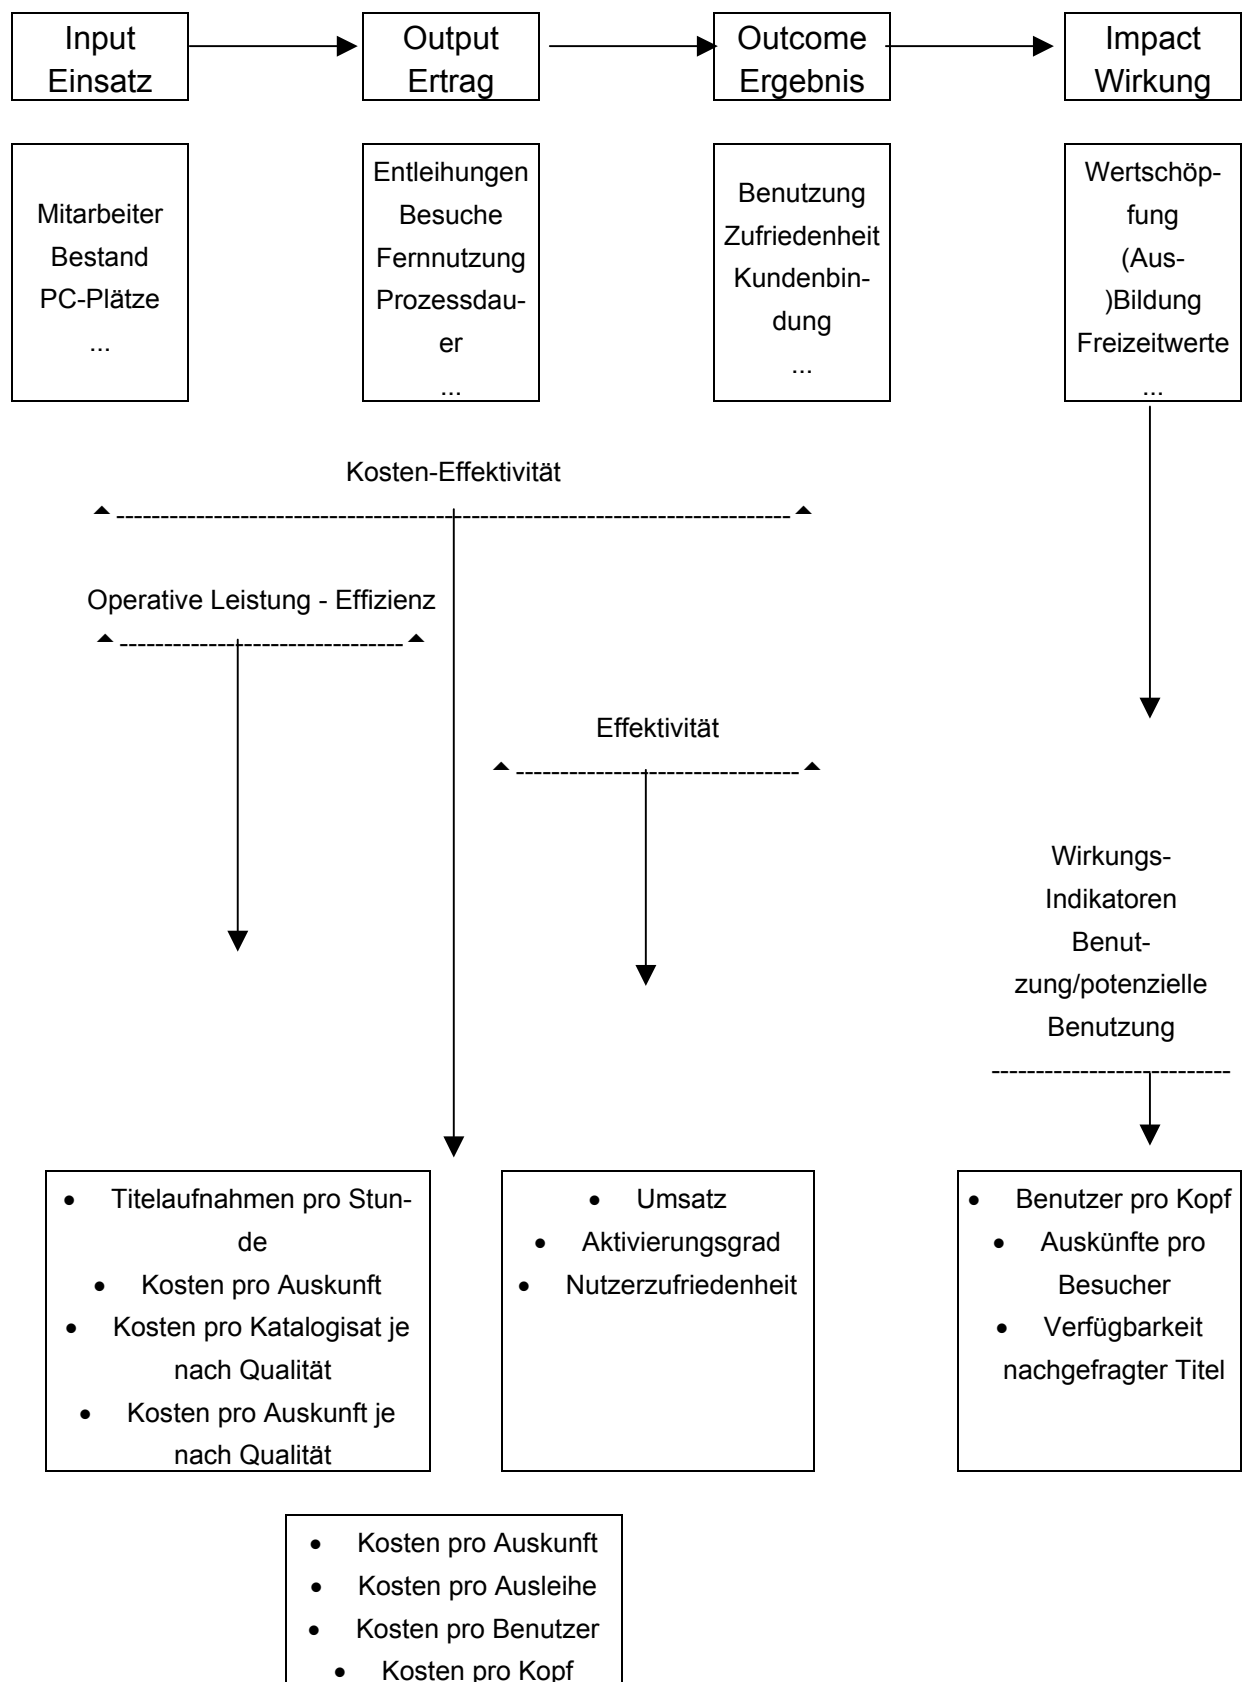 Input
Einsatz
Output
Ertrag
Outcome
Ergebnis
Impact
Wirkung
Mitarbeiter
Bestand
PC-Plätze
...
Entleihungen
Besuche
Fernnutzung
Prozessdau-
er
...
Benutzung
Zufriedenheit
Kundenbin-
dung
...
Wertschöp-
fung
(Aus-
)Bildung
Freizeitwerte
...
Kosten-Effektivität
Operative Leistung - Effizienz
Effektivität
Wirkungs-
Indikatoren
Benut-
zung/potenzielle
Benutzung
• Titelaufnahmen pro Stun-
de
• Kosten pro Auskunft
• Kosten pro Katalogisat je
nach Qualität
• Kosten pro Auskunft je
nach Qualität
• Umsatz
• Aktivierungsgrad
• Nutzerzufriedenheit
• Benutzer pro Kopf
• Auskünfte pro
Besucher
• Verfügbarkeit
nachgefragter Titel
• Kosten pro Auskunft
• Kosten pro Ausleihe
• Kosten pro Benutzer
• Kosten pro Kopf